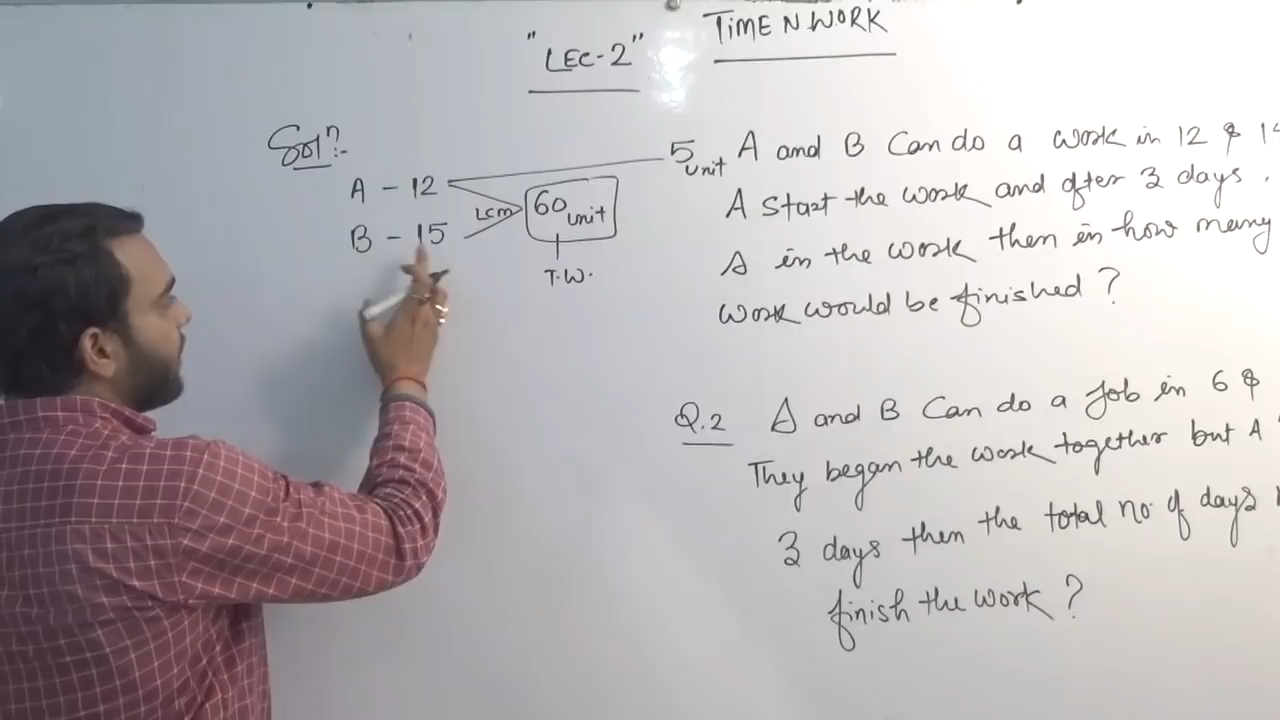 "LEC-2"
TIME N WORK
Solⁿ:-
A - 12
B - 15
LCM
60 unit
T.W.
5 unit
A and B Can do a work in 12 &
A start the work and after 3 days
A in the work then in how many
work would be finished ?
Q.2 A and B Can do a job in 6 &
They began the work together but A
3 days then the total no. of days
finish the work ?